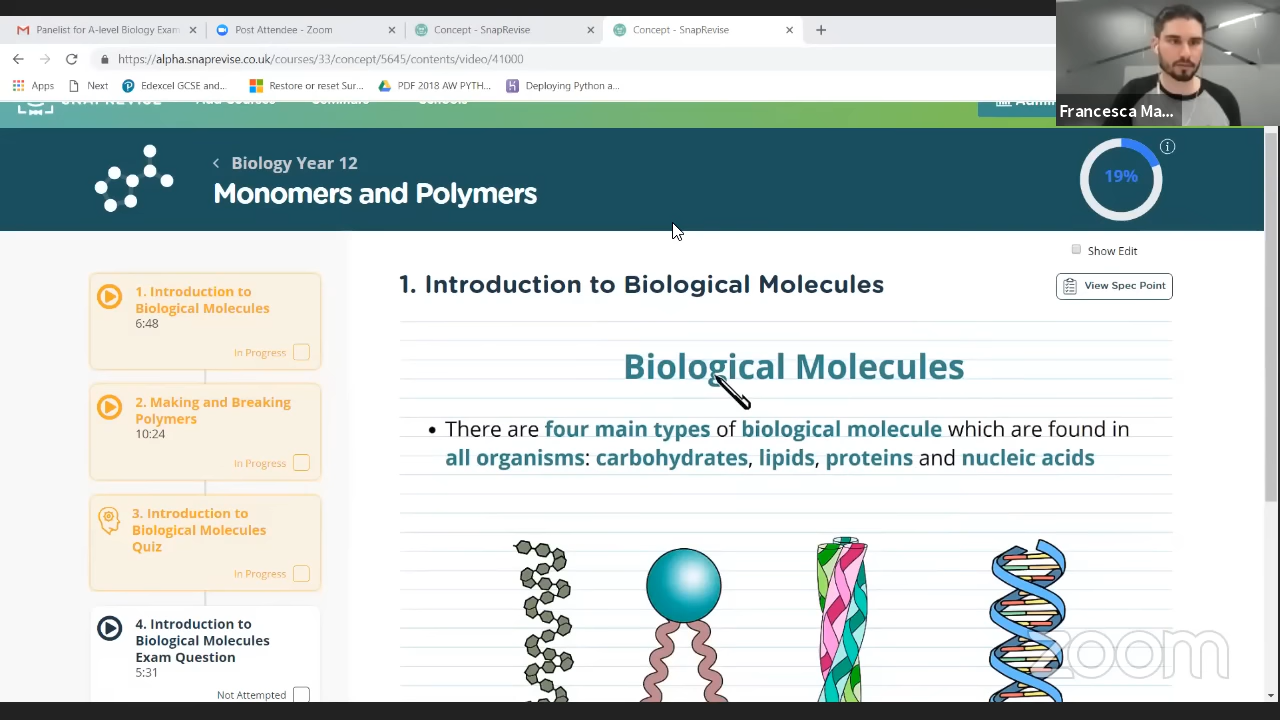 Panelist for A-level Biology Exam
Post Attendee - Zoom
Concept - SnapRevise
Concept - SnapRevise
https://alpha.snaprevise.co.uk/courses/33/concept/5645/contents/video/41000
Apps
Next
Edexcel GCSE and...
Restore or reset Sur...
PDF 2018 AW PYTH...
Deploying Python a...
Francesca Ma...
Biology Year 12
Monomers and Polymers
19%
Show Edit
View Spec Point
1. Introduction to
Biological Molecules
6:48
In Progress
2. Making and Breaking
Polymers
10:24
In Progress
3. Introduction to
Biological Molecules
Quiz
In Progress
4. Introduction to
Biological Molecules
Exam Question
5:31
Not Attempted
1. Introduction to Biological Molecules
Biological Molecules
• There are four main types of biological molecule which are found in
all organisms: carbohydrates, lipids, proteins and nucleic acids
zoom